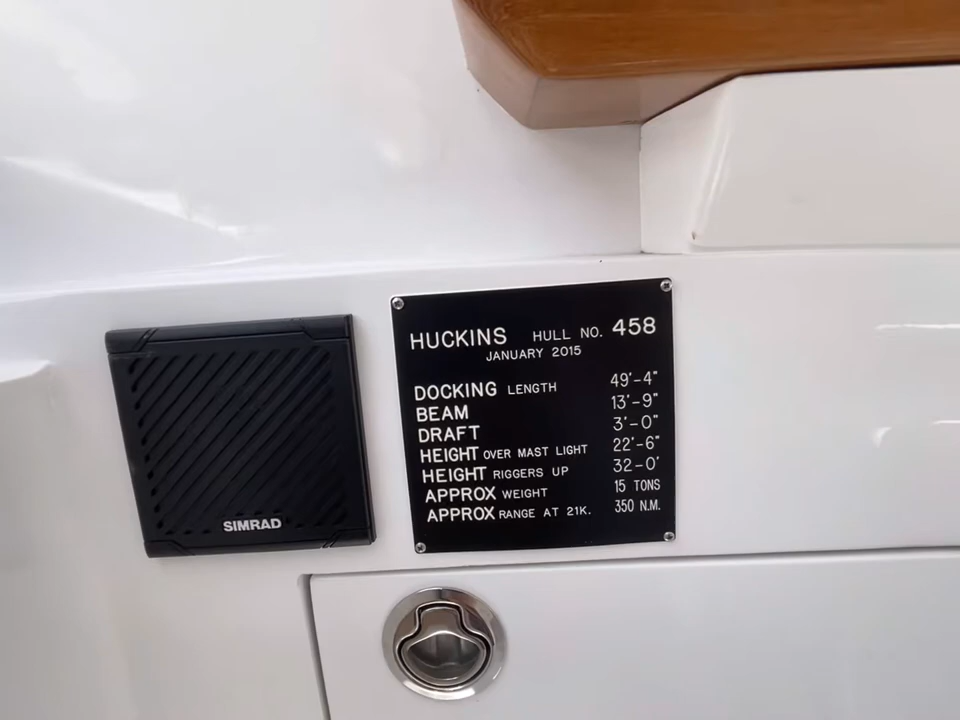 HUCKINS HULL NO. 458
JANUARY 2015
DOCKING LENGTH 49'-4"
BEAM 13'-9"
DRAFT 3'-0"
HEIGHT OVER MAST LIGHT 22'-6"
HEIGHT RIGGERS UP 32-0'
APPROX WEIGHT 15 TONS
APPROX RANGE AT 21K. 350 N.M.
SIMRAD